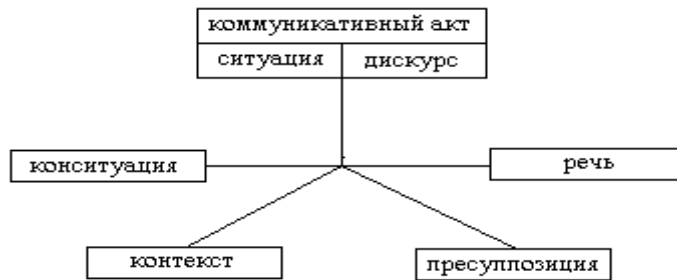 коммуникативный акт
ситуация дискурс
конситуация речь
контекст пресуппозиция